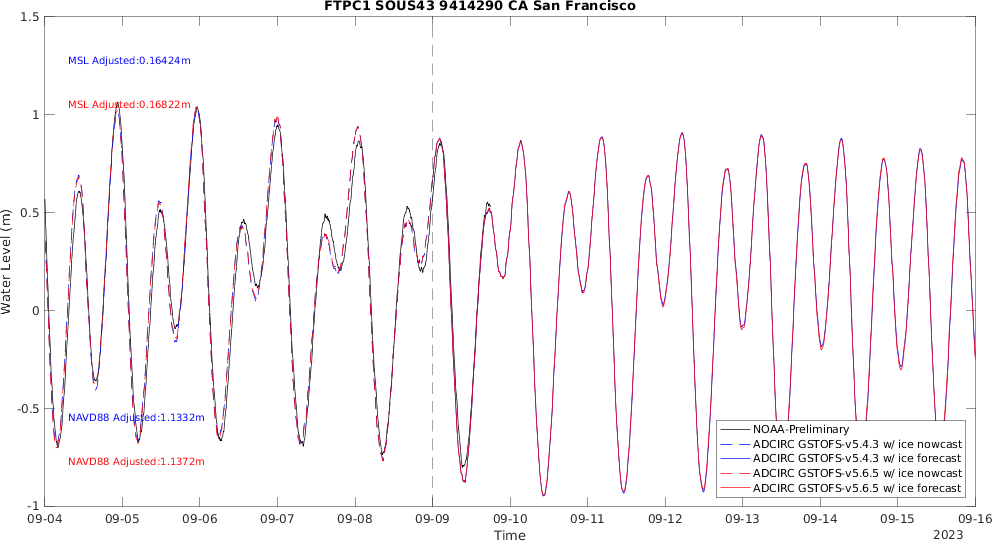 FTPC1 SOUS43 9414290 CA San Francisco
1.5
MSL Adjusted:0.16424m
MSL Adjusted:0.16822m
1
0.5
Water Level (m)
0
-0.5
NAVD88 Adjusted:1.1332m
NAVD88 Adjusted:1.1372m
NOAA-Preliminary
ADCIRC GSTOFS-v5.4.3 w/ ice nowcast
ADCIRC GSTOFS-v5.4.3 w/ ice forecast
ADCIRC GSTOFS-v5.6.5 w/ ice nowcast
ADCIRC GSTOFS-v5.6.5 w/ ice forecast
-1
09-04 09-05 09-06 09-07 09-08 09-09 09-10 09-11 09-12 09-13 09-14 09-15 09-16
Time
2023